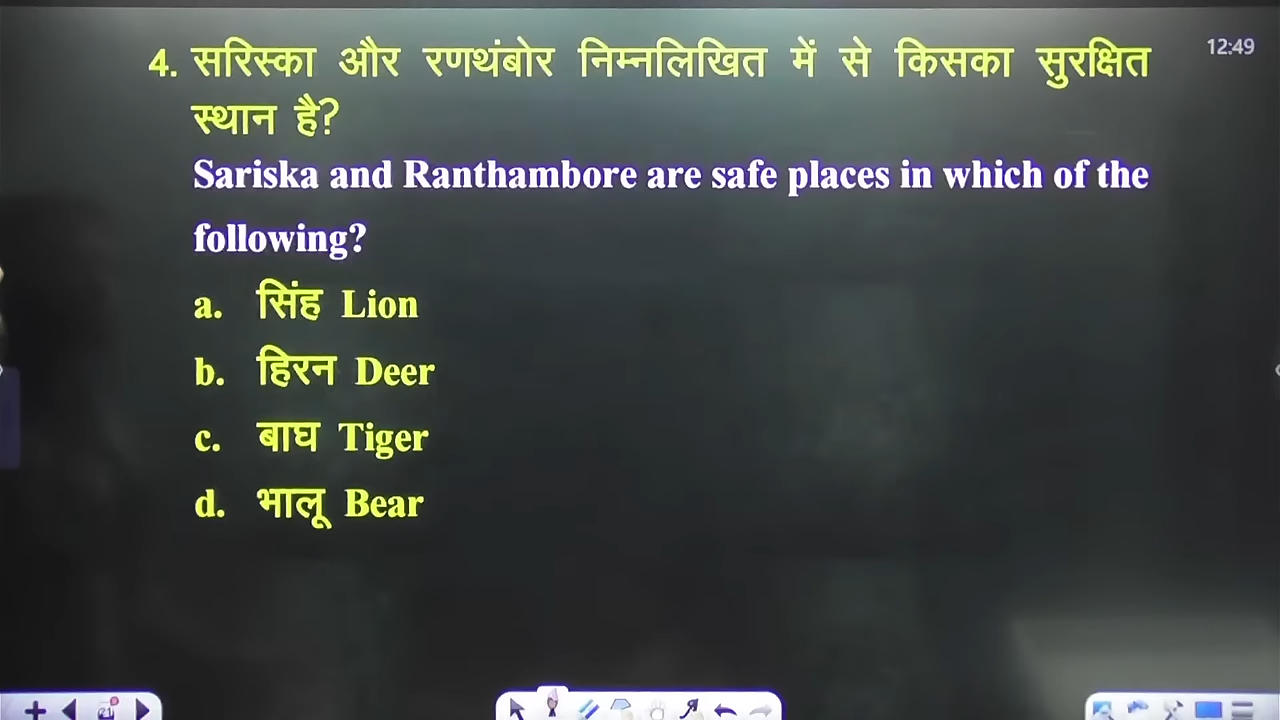 12:49
4. सरिस्का और रणथंबोर निम्नलिखित में से किसका सुरक्षित
स्थान है?
Sariska and Ranthambore are safe places in which of the
following?
a. सिंह Lion
b. हिरन Deer
c. बाघ Tiger
d. भालू Bear
21